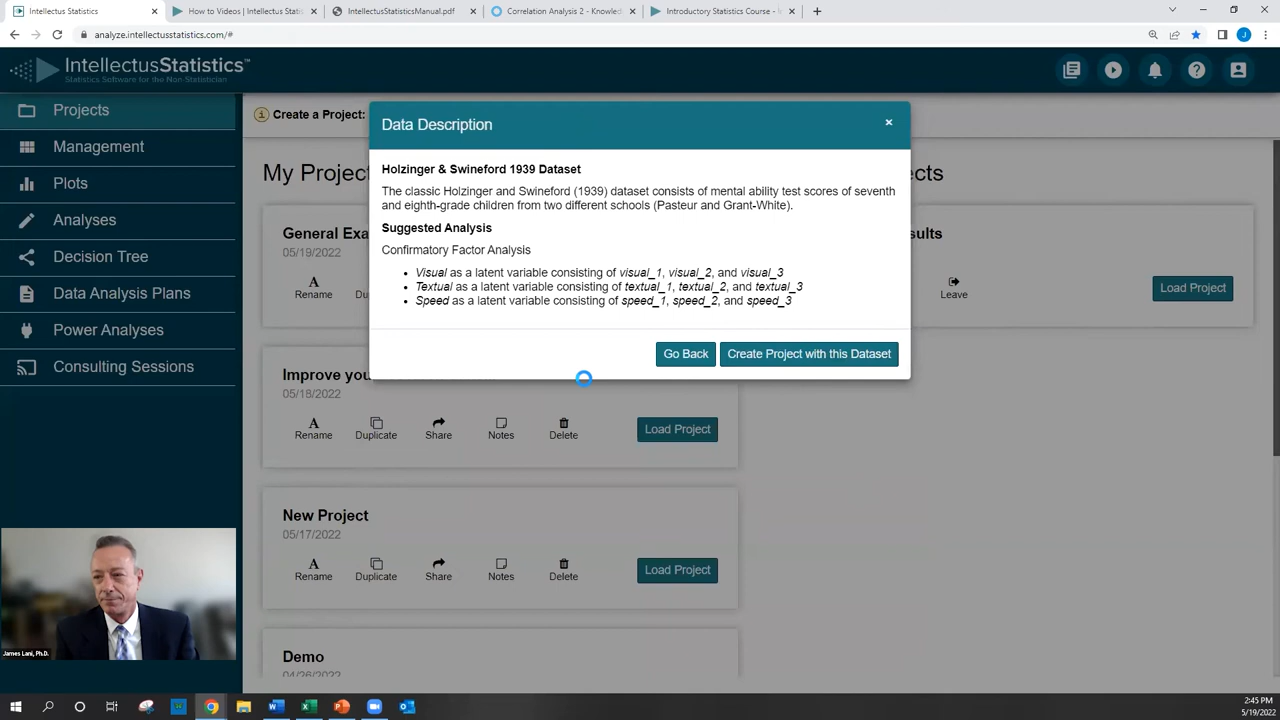 Intellectus Statistics
How to Videos | Intellectus Statis
IntellectusStatisticsManual.pdf
Correlation Analysis 2 - Knowled
Introductory Statistics Course - In
analyze.intellectusstatistics.com/#
J
IntellectusStatistics™
Statistics Software for the Non-Statistician
Projects
Management
Plots
Analyses
Decision Tree
Data Analysis Plans
Power Analyses
Consulting Sessions
Create a Project:
My Project
cts
Data Description
×
Holzinger & Swineford 1939 Dataset
The classic Holzinger and Swineford (1939) dataset consists of mental ability test scores of seventh
and eighth-grade children from two different schools (Pasteur and Grant-White).
Suggested Analysis
Confirmatory Factor Analysis
• Visual as a latent variable consisting of visual_1, visual_2, and visual_3
• Textual as a latent variable consisting of textual_1, textual_2, and textual_3
• Speed as a latent variable consisting of speed_1, speed_2, and speed_3
Go Back
Create Project with this Dataset
General Exa
05/19/2022
Rename
Du
sults
Leave
Load Project
Improve you
05/18/2022
Rename Duplicate Share Notes Delete
Load Project
New Project
05/17/2022
Rename Duplicate Share Notes Delete
Load Project
Demo
04/26/2022
James Lani, Ph.D.
2:45 PM
5/19/2022